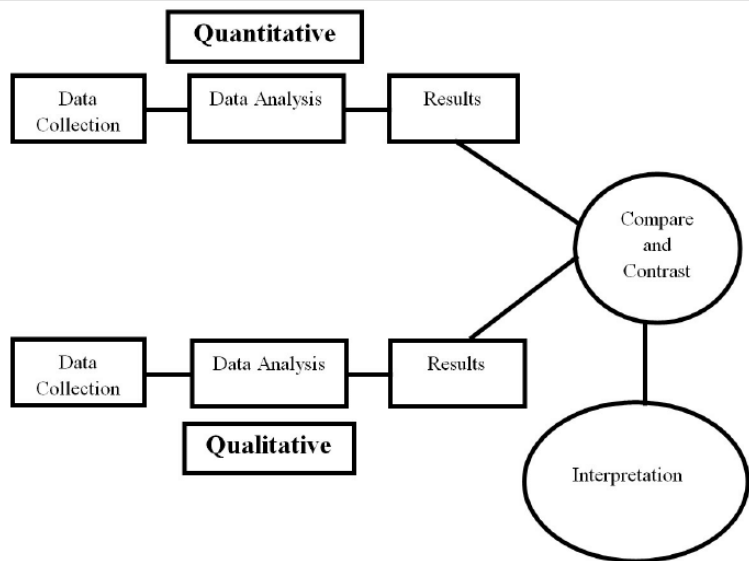 Quantitative
Data
Collection
Data Analysis
Results
Compare
and
Contrast
Data
Collection
Data Analysis
Results
Qualitative
Interpretation